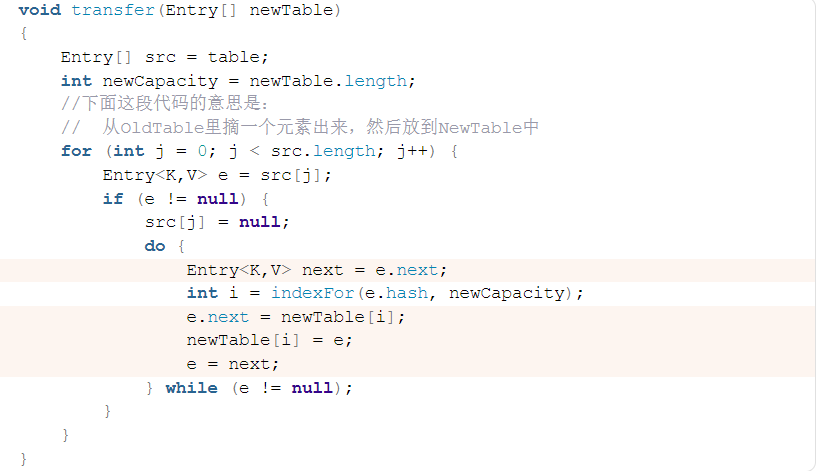 void transfer(Entry[] newTable)
{
    Entry[] src = table;
    int newCapacity = newTable.length;
    //下面这段代码的意思是：
    //  从OldTable里摘一个元素出来，然后放到NewTable中
    for (int j = 0; j < src.length; j++) {
        Entry<K,V> e = src[j];
        if (e != null) {
            src[j] = null;
            do {
                Entry<K,V> next = e.next;
                int i = indexFor(e.hash, newCapacity);
                e.next = newTable[i];
                newTable[i] = e;
                e = next;
            } while (e != null);
        }
    }
}